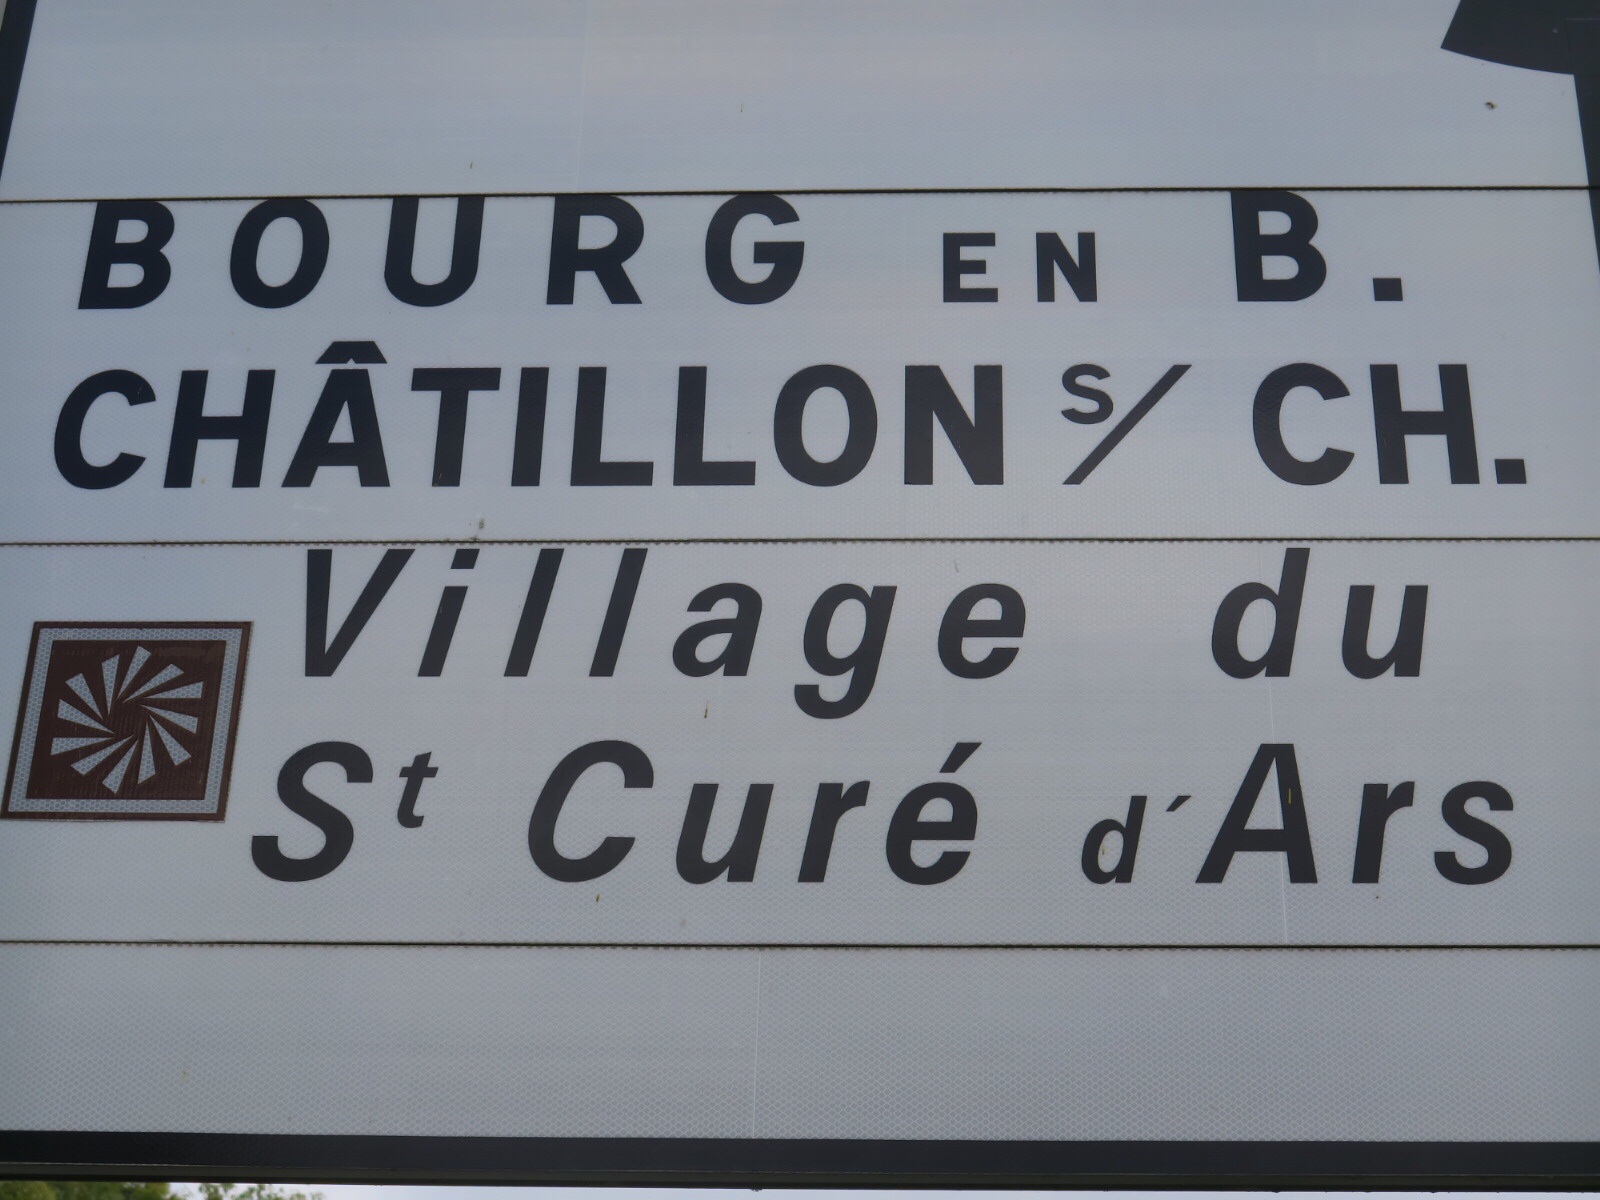 BOURG EN B.
CHÂTILLON S/ CH.
Village du
St Curé d'Ars